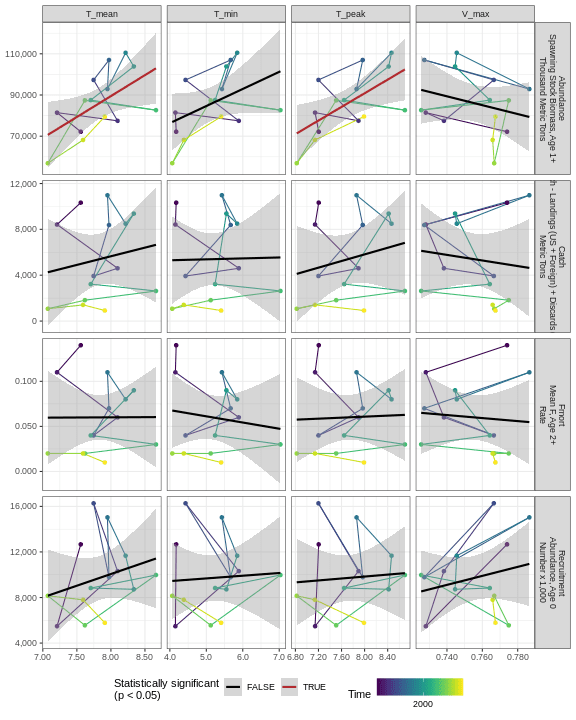 T_mean
T_min
T_peak
V_max
110,000
90,000
70,000
Abundance
Spawning Stock Biomass, Age 1+
Thousand Metric Tons
12,000
8,000
4,000
0
Catch
h - Landings (US + Foreign) + Discards
Metric Tons
0.100
0.050
0.000
Fmort
Mean F, Age 2+
Rate
16,000
12,000
8,000
4,000
Recruitment
Abundance, Age 0
Number x 1,000
7.00
7.50
8.00
8.50
4.0
5.0
6.0
7.0
6.80
7.20
7.60
8.00
8.40
0.740
0.760
0.780
Statistically significant
(p < 0.05)
FALSE
TRUE
Time
2000